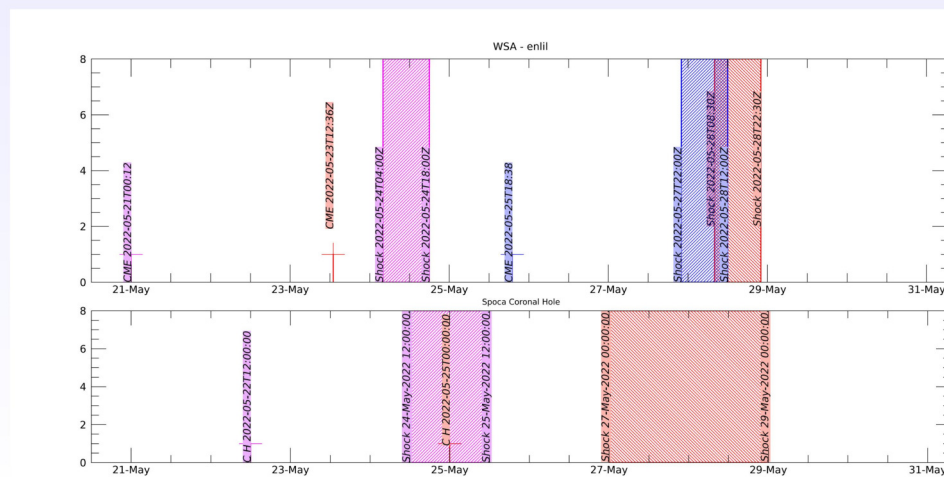 WSA - enlil
8
6
4
2
0
CME 2022-05-21T00:12
CME 2022-05-23T12:36Z
Shock 2022-05-24T04:00Z
Shock 2022-05-24T18:00Z
CME 2022-05-25T18:38
Shock 2022-05-27T22:00Z
Shock 2022-05-28T08:30Z
Shock 2022-05-28T12:00Z
Shock 2022-05-28T22:30Z
21-May 23-May 25-May 27-May 29-May 31-May
Spoca Coronal Hole
8
6
4
2
0
C H 2022-05-22T12:00:00
Shock 24-May-2022 12:00:00
C H 2022-05-25T00:00:00
Shock 25-May-2022 12:00:00
Shock 27-May-2022 00:00:00
Shock 29-May-2022 00:00:00
21-May 23-May 25-May 27-May 29-May 31-May